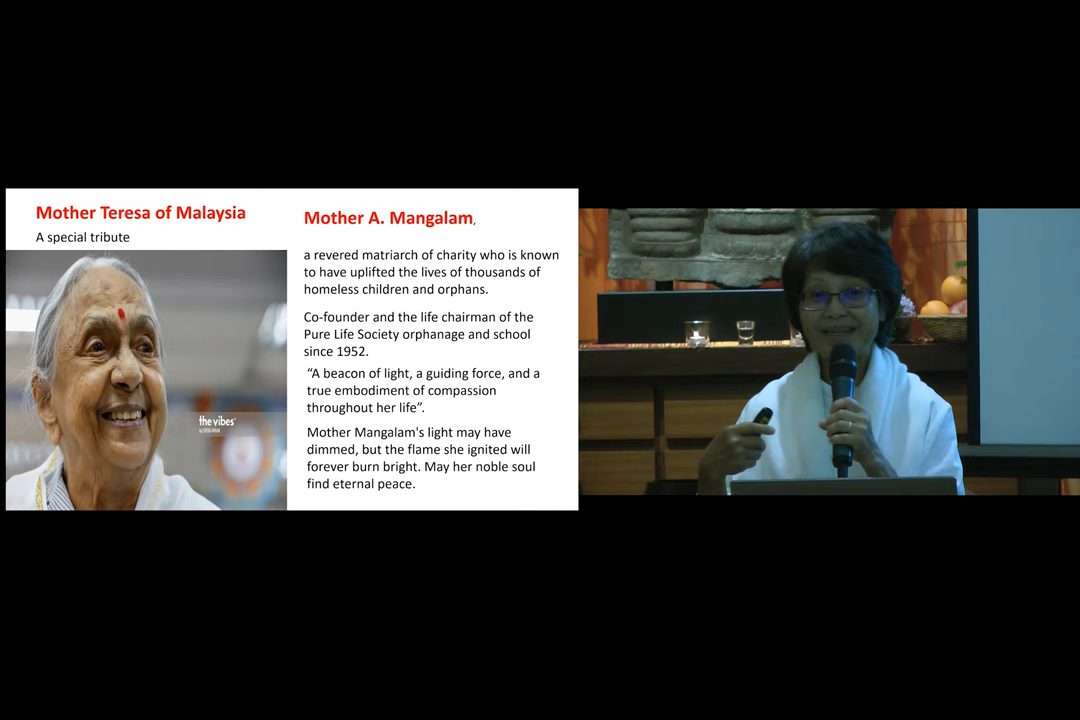 Mother Teresa of Malaysia
A special tribute
the vibes
Mother A. Mangalam,
a revered matriarch of charity who is known
to have uplifted the lives of thousands of
homeless children and orphans.
Co-founder and the life chairman of the
Pure Life Society orphanage and school
since 1952.
“A beacon of light, a guiding force, and a
true embodiment of compassion
throughout her life”.
Mother Mangalam's light may have
dimmed, but the flame she ignited will
forever burn bright. May her noble soul
find eternal peace.